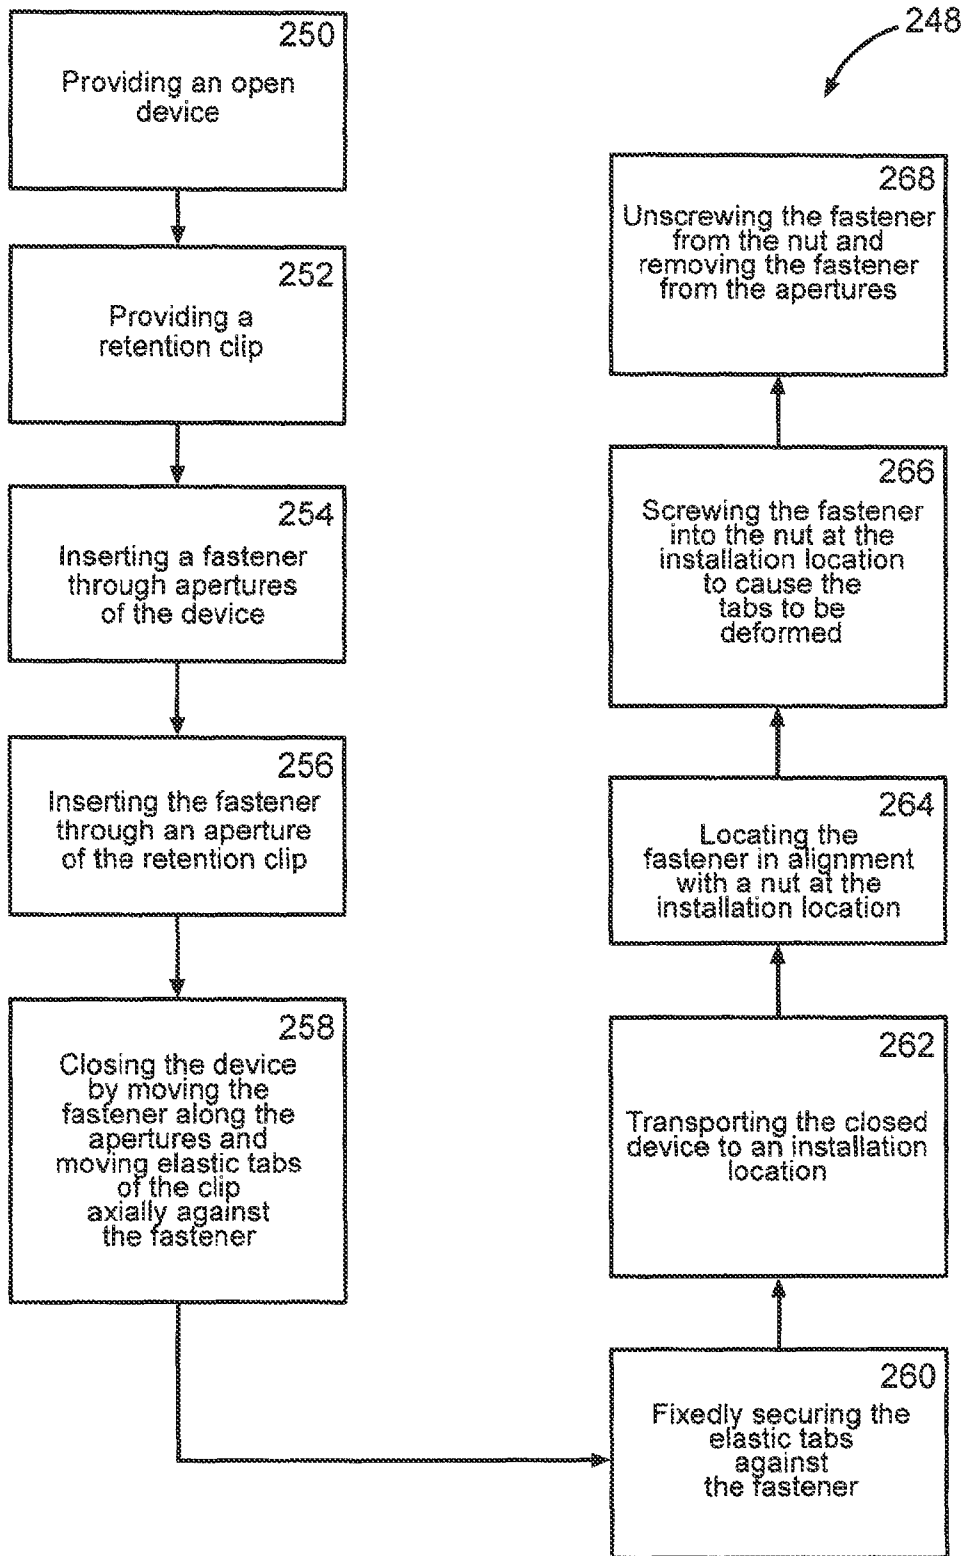 248
250
Providing an open
device
252
Providing a
retention clip
254
Inserting a fastener
through apertures
of the device
256
Inserting the fastener
through an aperture
of the retention clip
258
Closing the device
by moving the
fastener along the
apertures and
moving elastic tabs
of the clip
axially against
the fastener
260
Fixedly securing the
elastic tabs
against
the fastener
262
Transporting the closed
device to an installation
location
264
Locating the
fastener in alignment
with a nut at the
installation location
266
Screwing the fastener
into the nut at the
installation location
to cause the
tabs to be
deformed
268
Unscrewing the fastener
from the nut and
removing the fastener
from the apertures